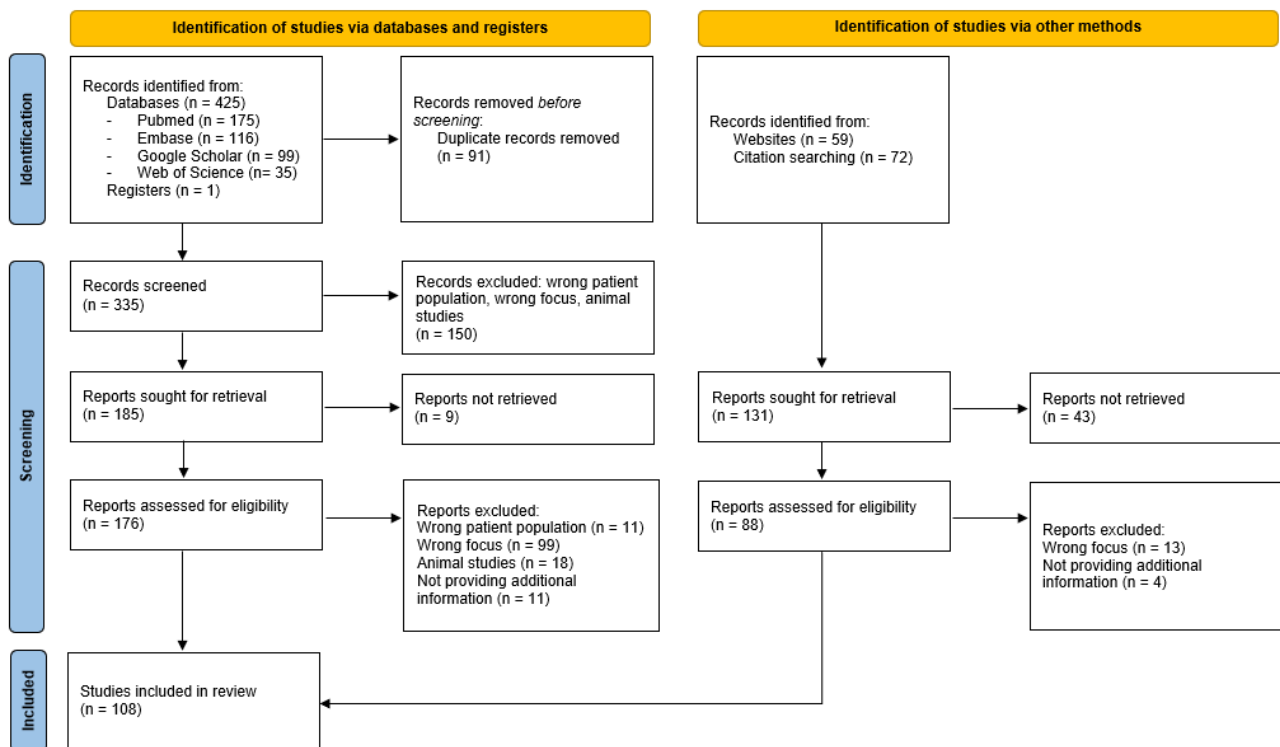 Identification of studies via databases and registers
Identification of studies via other methods
Identification
Records identified from:
Databases (n = 425)
- Pubmed (n = 175)
- Embase (n = 116)
- Google Scholar (n = 99)
- Web of Science (n= 35)
Registers (n = 1)
Records removed before
screening:
Duplicate records removed
(n = 91)
Records identified from:
Websites (n = 59)
Citation searching (n = 72)
Screening
Records screened
(n = 335)
Records excluded: wrong patient
population, wrong focus, animal
studies
(n = 150)
Reports sought for retrieval
(n = 185)
Reports not retrieved
(n = 9)
Reports sought for retrieval
(n = 131)
Reports not retrieved
(n = 43)
Reports assessed for eligibility
(n = 176)
Reports excluded:
Wrong patient population (n = 11)
Wrong focus (n = 99)
Animal studies (n = 18)
Not providing additional
information (n = 11)
Reports assessed for eligibility
(n = 88)
Reports excluded:
Wrong focus (n = 13)
Not providing additional
information (n = 4)
Included
Studies included in review
(n = 108)